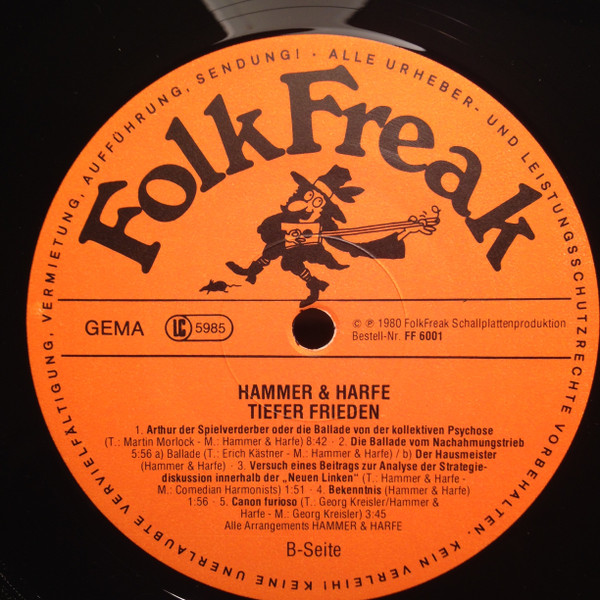 FolkFreak
ALLE URHEBER- UND LEISTUNGSSCHUTZRECHTE VORBEHALTEN. KEIN VERLEIH! KEINE UNERLAUBTE VERVIELFÄLTIGUNG, VERMIETUNG, AUFFÜHRUNG, SENDUNG! ·
GEMA
LC 5985
© ℗ 1980 FolkFreak Schallplattenproduktion
Bestell-Nr. FF 6001
HAMMER & HARFE
TIEFER FRIEDEN
1. Arthur der Spielverderber oder die Ballade von der kollektiven Psychose
(T.: Martin Morlock - M.: Hammer & Harfe) 8:42 · 2. Die Ballade vom Nachahmungstrieb
5:56 a) Ballade (T.: Erich Kästner - M.: Hammer & Harfe) / b) Der Hausmeister
(Hammer & Harfe) · 3. Versuch eines Beitrags zur Analyse der Strategie-
diskussion innerhalb der „Neuen Linken“ (T.: Hammer & Harfe -
M.: Comedian Harmonists) 1:51 · 4. Bekenntnis (Hammer & Harfe)
1:56 · 5. Canon furioso (T.: Georg Kreisler/Hammer &
Harfe - M.: Georg Kreisler) 3:45
Alle Arrangements HAMMER & HARFE
B-Seite